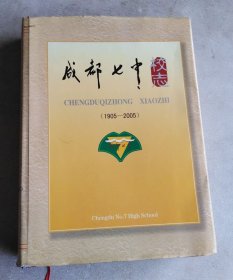 成都七中校志
CHENGDUQIZHONG XIAOZHI
(1905—2005)
Chengdu No.7 High School